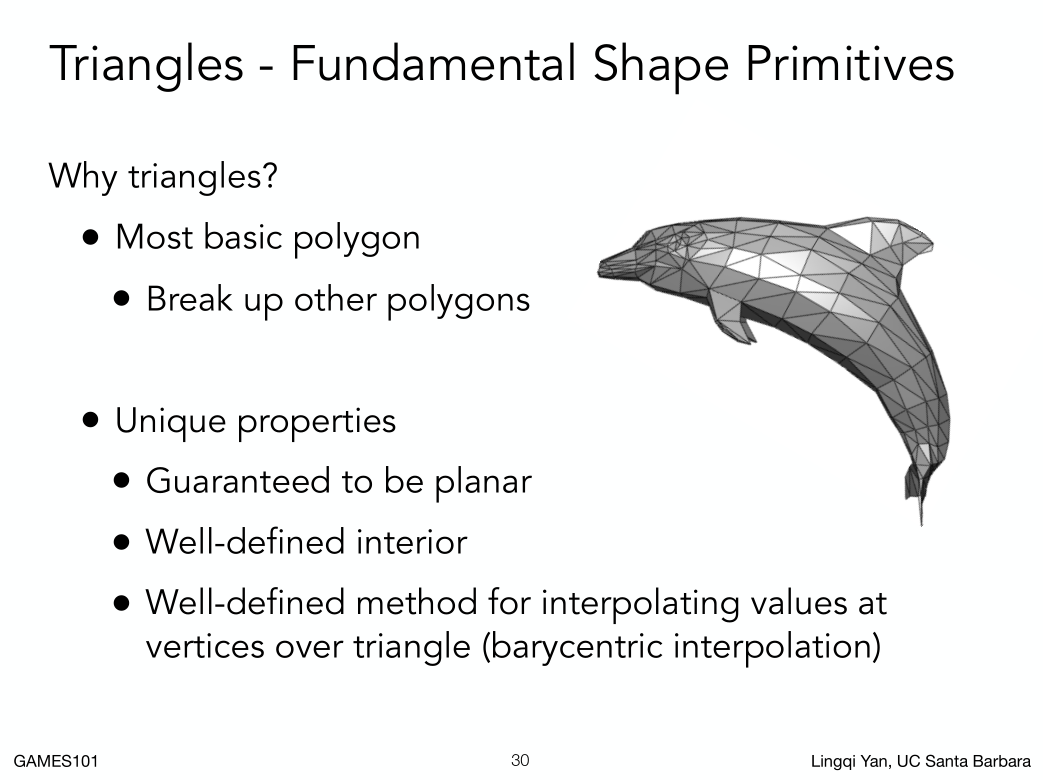 Triangles - Fundamental Shape Primitives
Why triangles?
• Most basic polygon
• Break up other polygons
• Unique properties
• Guaranteed to be planar
• Well-defined interior
• Well-defined method for interpolating values at
vertices over triangle (barycentric interpolation)
GAMES101
30
Lingqi Yan, UC Santa Barbara